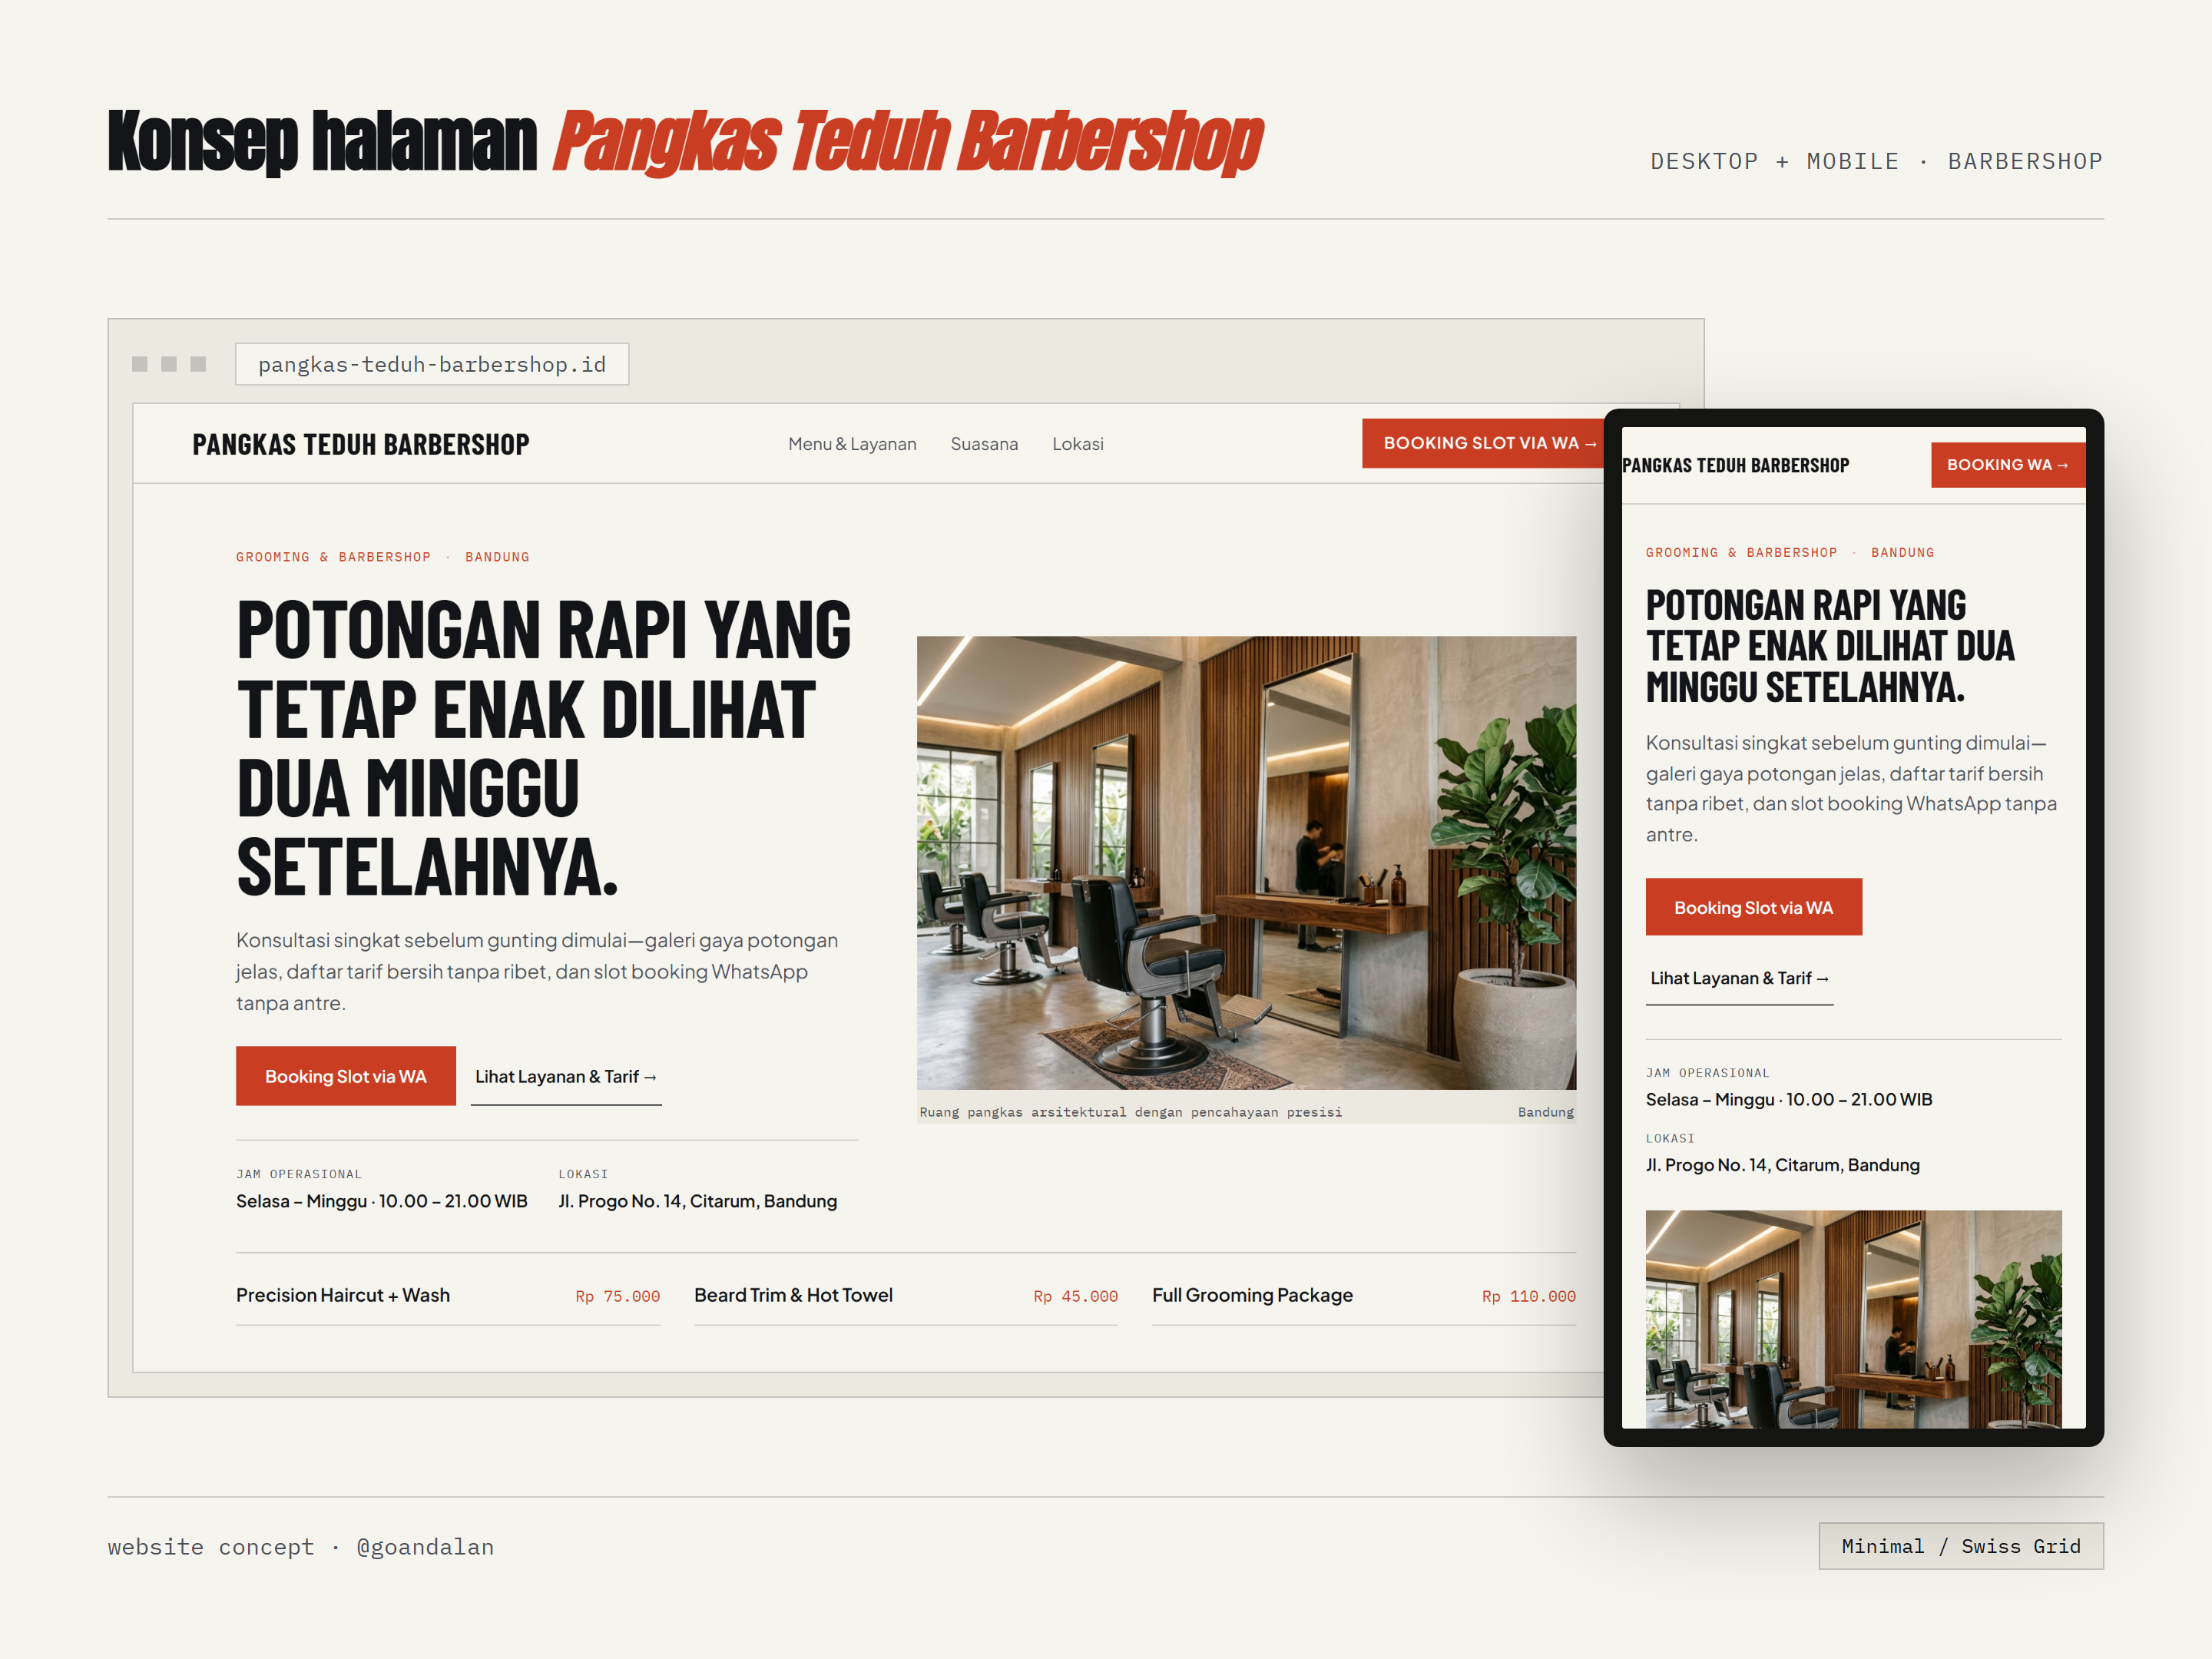 Konsep halaman Pangkas Teduh Barbershop
DESKTOP + MOBILE · BARBERSHOP
pangkas-teduh-barbershop.id
PANGKAS TEDUH BARBERSHOP
Menu & Layanan
Suasana
Lokasi
BOOKING SLOT VIA WA →
GROOMING & BARBERSHOP · BANDUNG
POTONGAN RAPI YANG
TETAP ENAK DILIHAT
DUA MINGGU
SETELAHNYA.
Konsultasi singkat sebelum gunting dimulai—galeri gaya potongan
jelas, daftar tarif bersih tanpa ribet, dan slot booking WhatsApp
tanpa antre.
Booking Slot via WA
Lihat Layanan & Tarif →
JAM OPERASIONAL
Selasa – Minggu · 10.00 – 21.00 WIB
LOKASI
Jl. Progo No. 14, Citarum, Bandung
Ruang pangkas arsitektural dengan pencahayaan presisi
Bandung
Precision Haircut + Wash
Rp 75.000
Beard Trim & Hot Towel
Rp 45.000
Full Grooming Package
Rp 110.000
PANGKAS TEDUH BARBERSHOP
BOOKING WA →
GROOMING & BARBERSHOP · BANDUNG
POTONGAN RAPI YANG
TETAP ENAK DILIHAT DUA
MINGGU SETELAHNYA.
Konsultasi singkat sebelum gunting dimulai—
galeri gaya potongan jelas, daftar tarif bersih
tanpa ribet, dan slot booking WhatsApp tanpa
antre.
Booking Slot via WA
Lihat Layanan & Tarif →
JAM OPERASIONAL
Selasa – Minggu · 10.00 – 21.00 WIB
LOKASI
Jl. Progo No. 14, Citarum, Bandung
website concept · @goandalan
Minimal / Swiss Grid